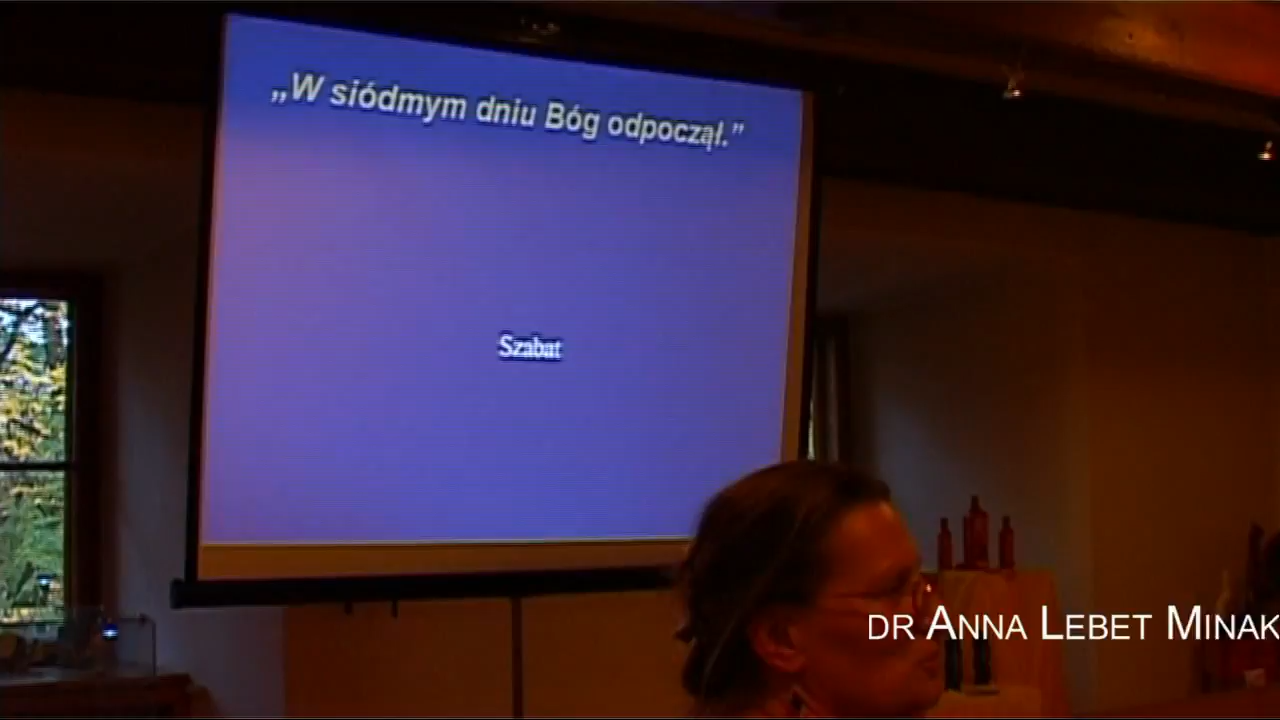 „W siódmym dniu Bóg odpoczął.”
Szabat
DR ANNA LEBET MINAK